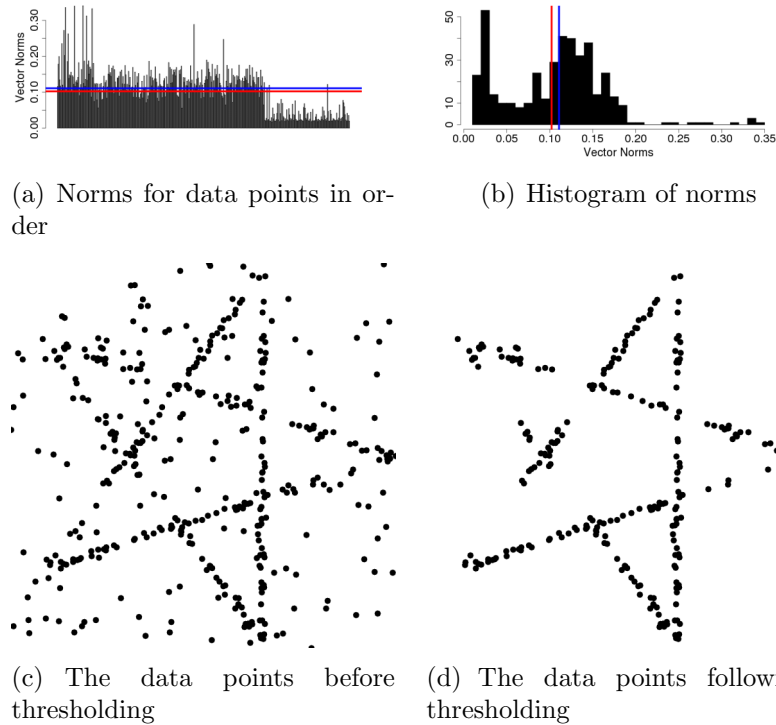 0.30
0.20
0.10
0.00
Vector Norms
50
30
10
0
0.00 0.05 0.10 0.15 0.20 0.25 0.30 0.35
Vector Norms
(a) Norms for data points in or-
der
(b) Histogram of norms
(c) The data points before
thresholding
(d) The data points follow
thresholding